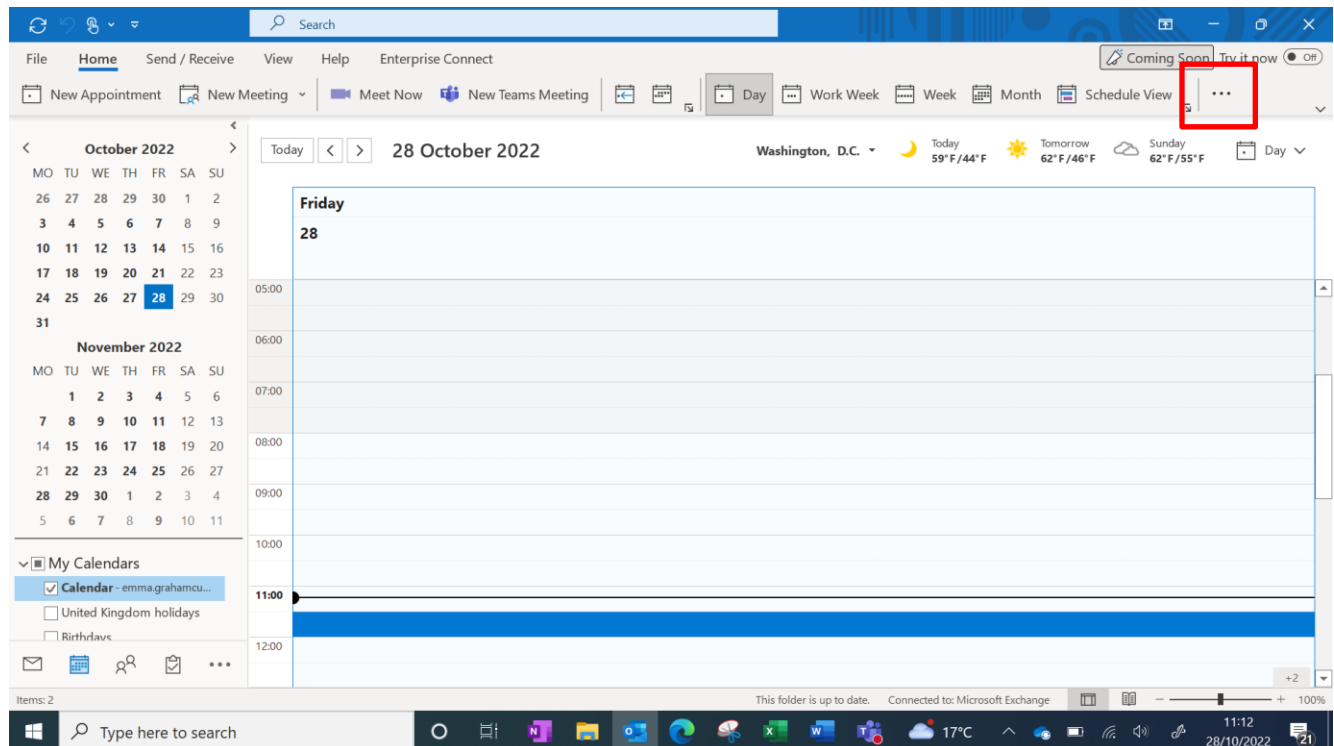 Search
File Home Send / Receive View Help Enterprise Connect Coming Soon Try it now Off
New Appointment New Meeting Meet Now New Teams Meeting Day Work Week Week Month Schedule View ...
October 2022
MO TU WE TH FR SA SU
26 27 28 29 30 1 2
3 4 5 6 7 8 9
10 11 12 13 14 15 16
17 18 19 20 21 22 23
24 25 26 27 28 29 30
31
November 2022
MO TU WE TH FR SA SU
1 2 3 4 5 6
7 8 9 10 11 12 13
14 15 16 17 18 19 20
21 22 23 24 25 26 27
28 29 30 1 2 3 4
5 6 7 8 9 10 11
My Calendars
Calendar - emma.grahamcu...
United Kingdom holidays
Birthdays
Today 28 October 2022 Washington, D.C. Today Tomorrow Sunday Day
59°F/44°F 62°F/46°F 62°F/55°F
Friday
28
05:00
06:00
07:00
08:00
09:00
10:00
11:00
12:00
+2
Items: 2 This folder is up to date. Connected to: Microsoft Exchange 100%
Type here to search 17°C 11:12
28/10/2022 21